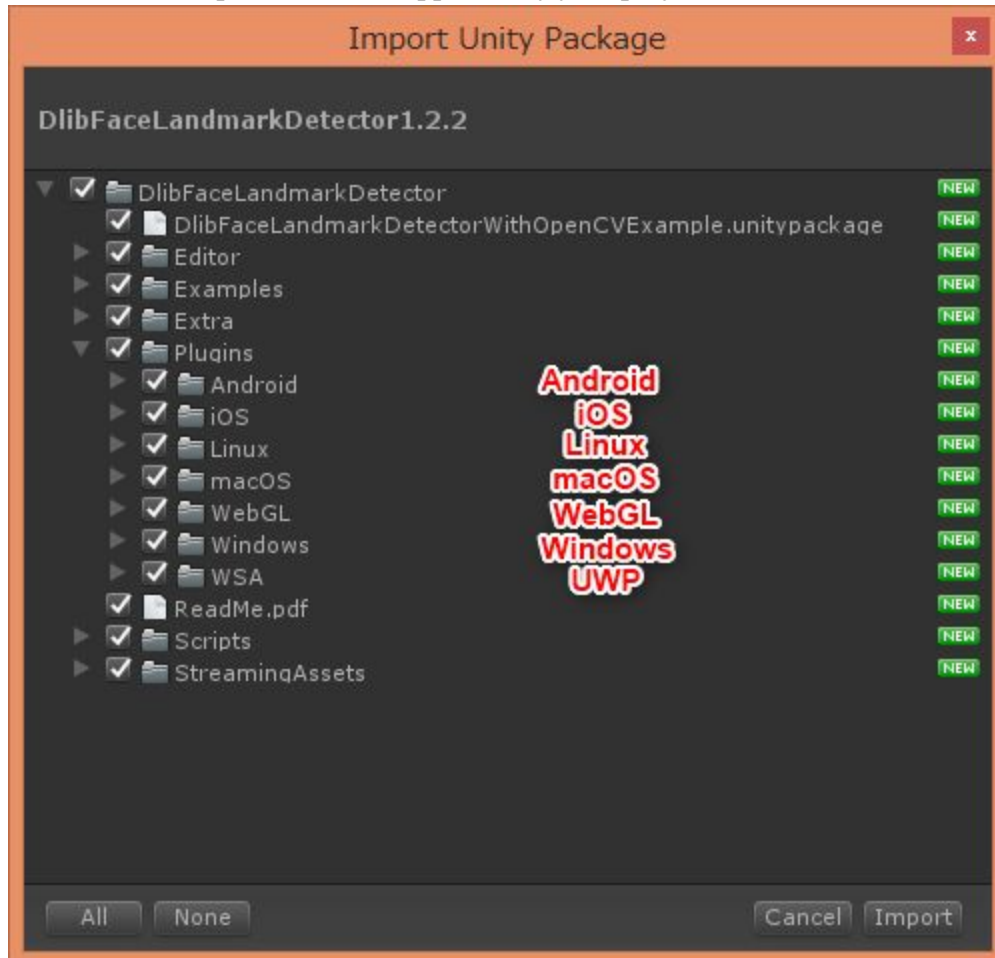 Import Unity Package x
DlibFaceLandmarkDetector1.2.2
DlibFaceLandmarkDetector NEW
DlibFaceLandmarkDetectorWithOpenCVExample.unitypackage NEW
Editor NEW
Examples NEW
Extra NEW
Plugins NEW
Android Android NEW
iOS iOS NEW
Linux Linux NEW
macOS macOS NEW
WebGL WebGL NEW
Windows Windows NEW
WSA UWP NEW
ReadMe.pdf NEW
Scripts NEW
StreamingAssets NEW
All None Cancel Import